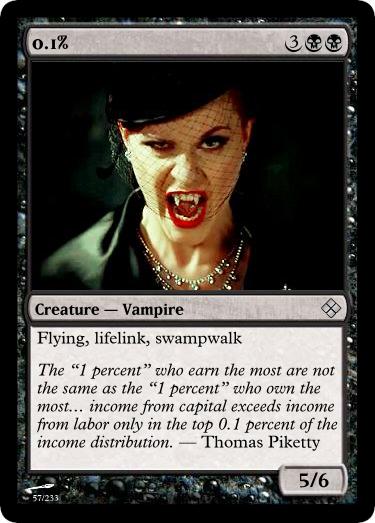 0.1% 3
Creature — Vampire
Flying, lifelink, swampwalk
The “1 percent” who earn the most are not
the same as the “1 percent” who own the
most... income from capital exceeds income
from labor only in the top 0.1 percent of the
income distribution. — Thomas Piketty
5/6
57/233